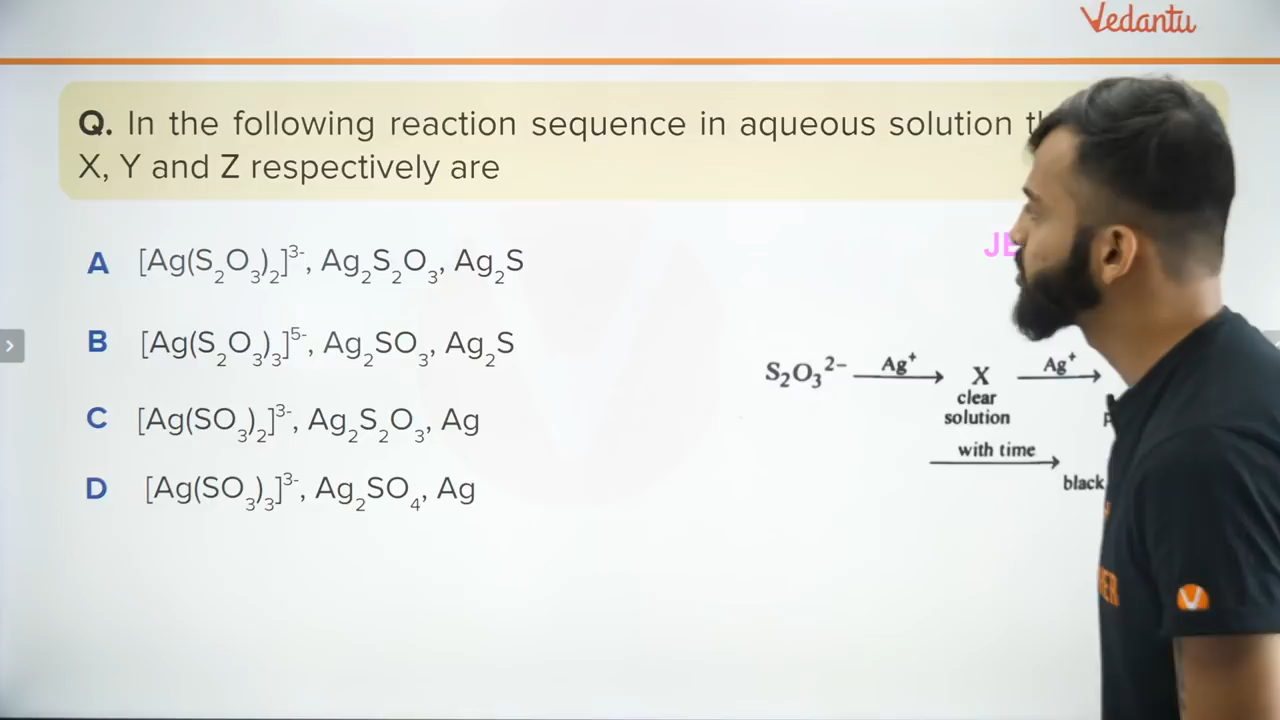 Vedantu
Q. In the following reaction sequence in aqueous solution
X, Y and Z respectively are
A [Ag(S₂O₃)₂]³⁻, Ag₂S₂O₃, Ag₂S
B [Ag(S₂O₃)₃]⁵⁻, Ag₂SO₃, Ag₂S
C [Ag(SO₃)₂]³⁻, Ag₂S₂O₃, Ag
D [Ag(SO₃)₃]³⁻, Ag₂SO₄, Ag
S₂O₃²⁻ Ag⁺ X Ag⁺
clear
solution
with time
black